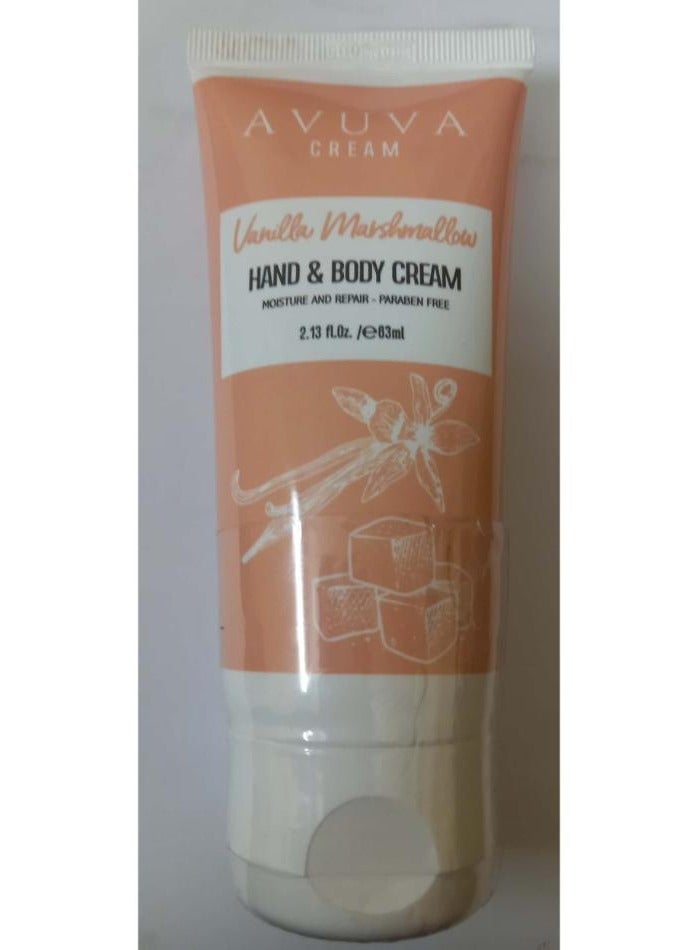 AVUVA
CREAM
Vanilla Marshmallow
HAND & BODY CREAM
MOISTURE AND REPAIR - PARABEN FREE
2.13 fl.Oz. /℮63ml